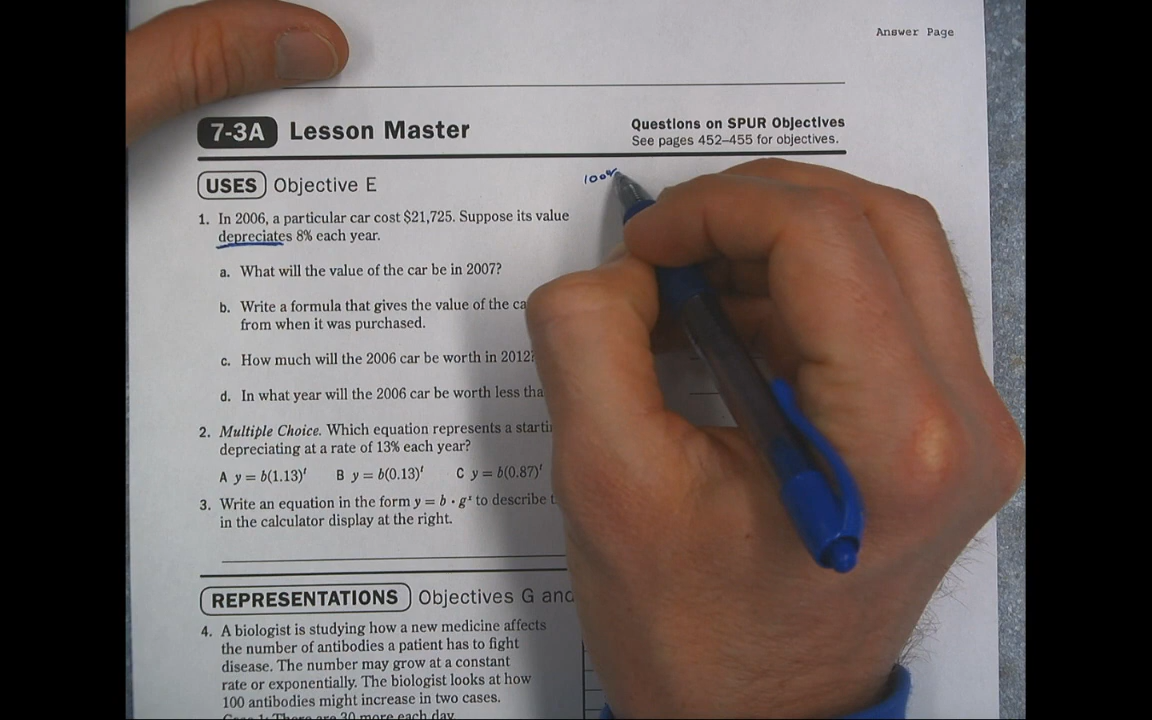 Answer Page
7-3A Lesson Master
Questions on SPUR Objectives
See pages 452–455 for objectives.
USES Objective E
100%
1. In 2006, a particular car cost $21,725. Suppose its value
depreciates 8% each year.
a. What will the value of the car be in 2007?
b. Write a formula that gives the value of the
from when it was purchased.
c. How much will the 2006 car be worth in 2012?
d. In what year will the 2006 car be worth less
2. Multiple Choice. Which equation represents a
depreciating at a rate of 13% each year?
A y = b(1.13)ᵗ B y = b(0.13)ᵗ C y = b(0.87)ᵗ
3. Write an equation in the form y = b · gˣ to describe
in the calculator display at the right.
REPRESENTATIONS Objectives G and
4. A biologist is studying how a new medicine affects
the number of antibodies a patient has to fight
disease. The number may grow at a constant
rate or exponentially. The biologist looks at how
100 antibodies might increase in two cases.
Case 1: There are 30 more each day